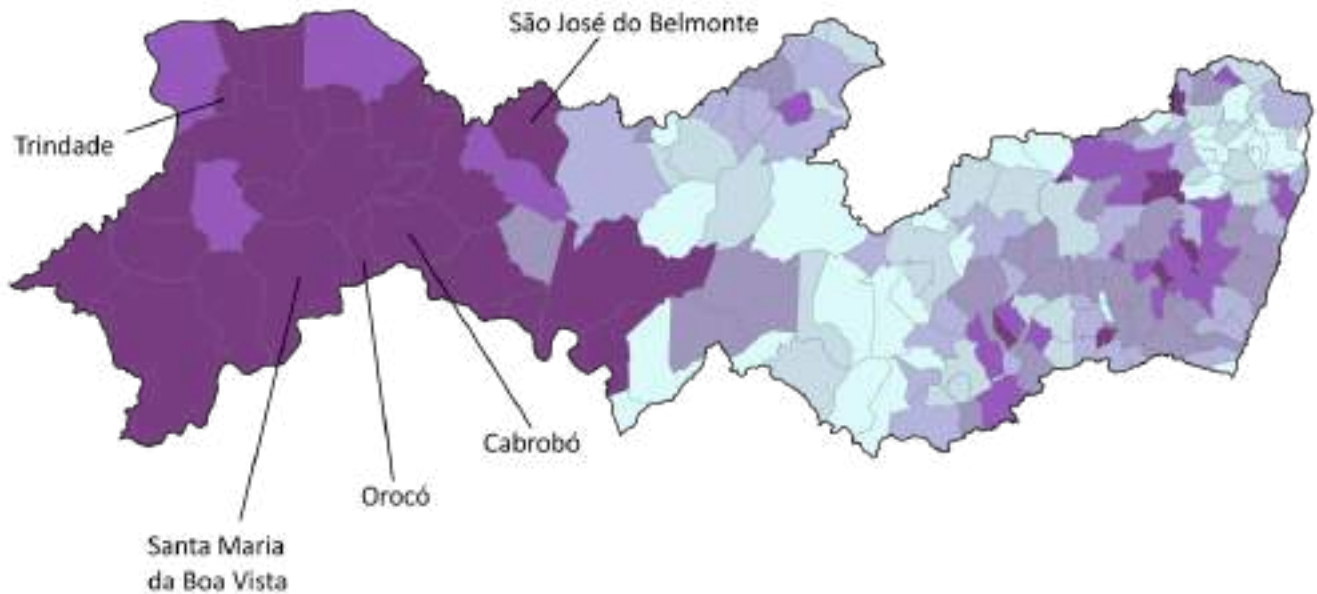 São José do Belmonte
Trindade
Cabrobó
Orocó
Santa Maria
da Boa Vista